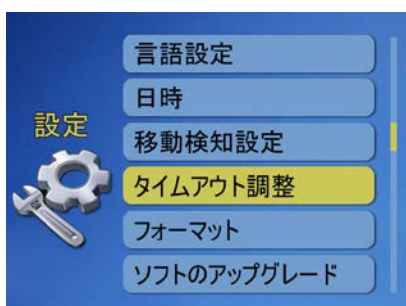 設定
言語設定
日時
移動検知設定
タイムアウト調整
フォーマット
ソフトのアップグレード